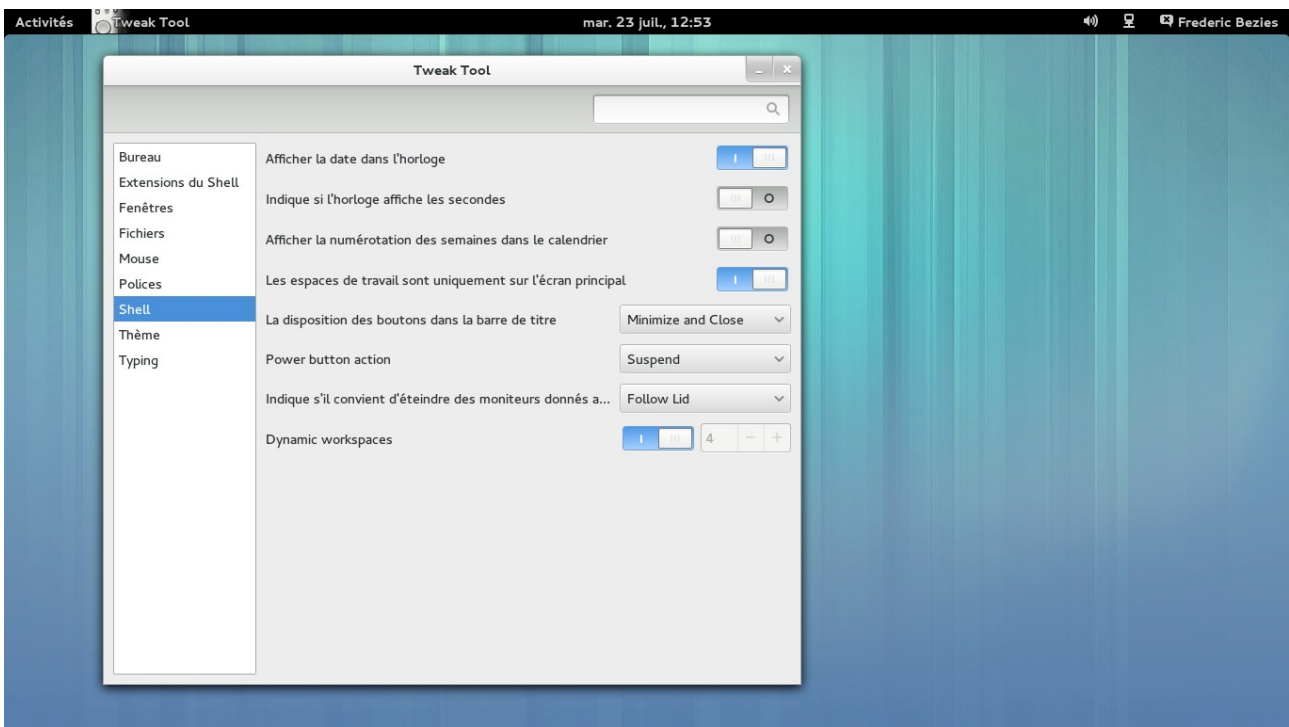 Activités Tweak Tool mar. 23 juil., 12:53 Frederic Bezies
Tweak Tool
Bureau
Extensions du Shell
Fenêtres
Fichiers
Mouse
Polices
Shell
Thème
Typing
Afficher la date dans l'horloge
Indique si l'horloge affiche les secondes
Afficher la numérotation des semaines dans le calendrier
Les espaces de travail sont uniquement sur l'écran principal
La disposition des boutons dans la barre de titre Minimize and Close
Power button action Suspend
Indique s'il convient d'éteindre des moniteurs donnés a... Follow Lid
Dynamic workspaces 4